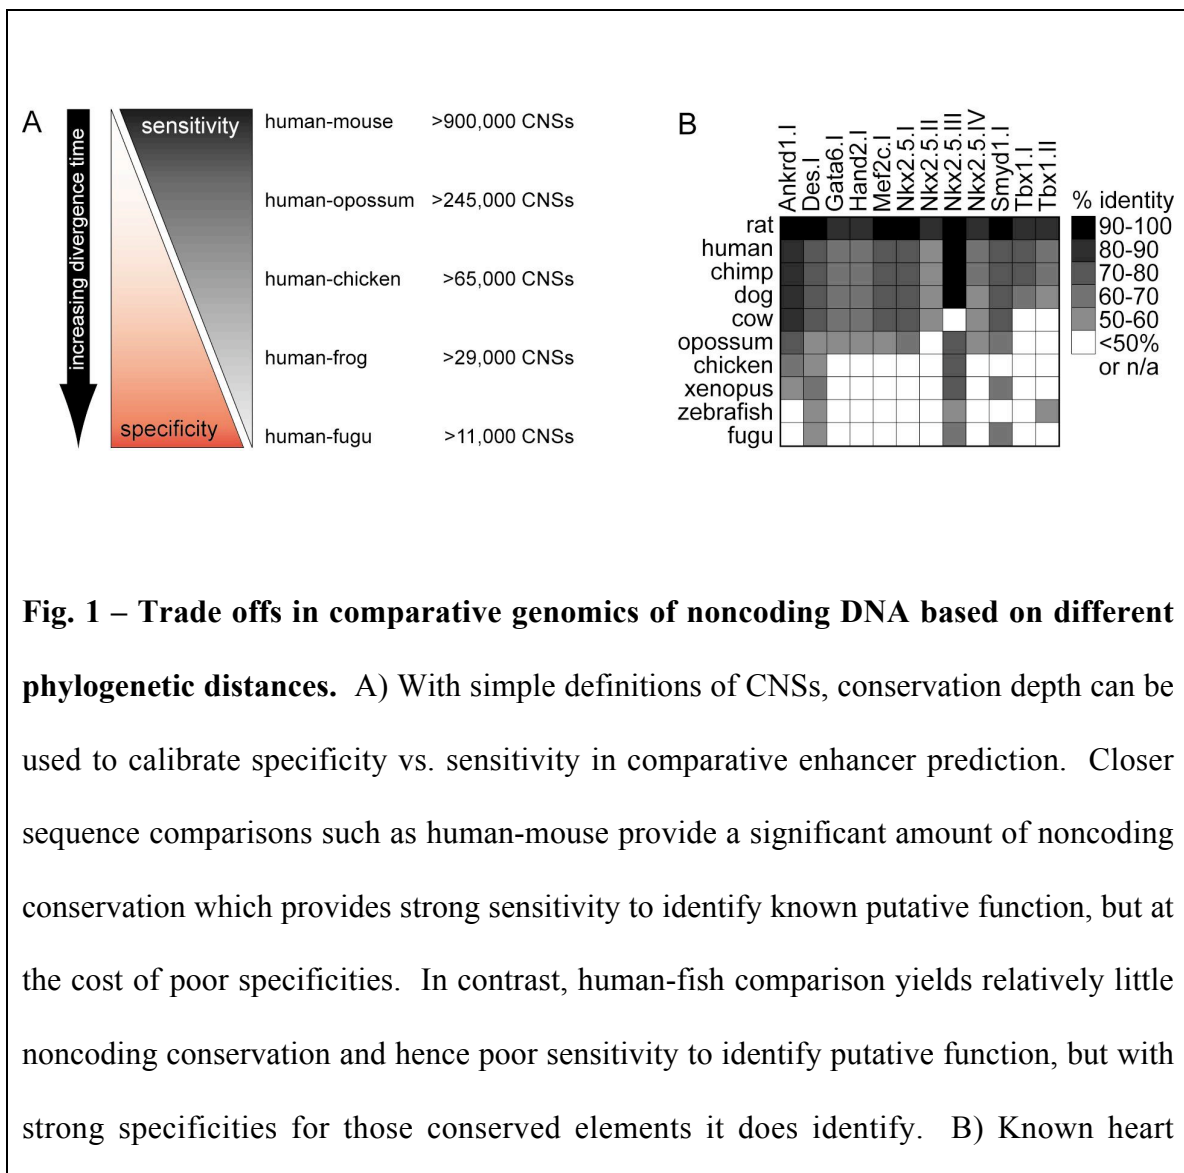 A
increasing divergence time
sensitivity
specificity
human-mouse >900,000 CNSs
human-opossum >245,000 CNSs
human-chicken >65,000 CNSs
human-frog >29,000 CNSs
human-fugu >11,000 CNSs
B
Ankrd1.I
Des.I
Gata6.I
Hand2.I
Mef2c.I
Nkx2.5.I
Nkx2.5.II
Nkx2.5.III
Nkx2.5.IV
Smyd1.I
Tbx1.I
Tbx1.II
rat
human
chimp
dog
cow
opossum
chicken
xenopus
zebrafish
fugu
% identity
90-100
80-90
70-80
60-70
50-60
<50%
or n/a
Fig. 1 – Trade offs in comparative genomics of noncoding DNA based on different
phylogenetic distances. A) With simple definitions of CNSs, conservation depth can be
used to calibrate specificity vs. sensitivity in comparative enhancer prediction. Closer
sequence comparisons such as human-mouse provide a significant amount of noncoding
conservation which provides strong sensitivity to identify known putative function, but at
the cost of poor specificities. In contrast, human-fish comparison yields relatively little
noncoding conservation and hence poor sensitivity to identify putative function, but with
strong specificities for those conserved elements it does identify. B) Known heart